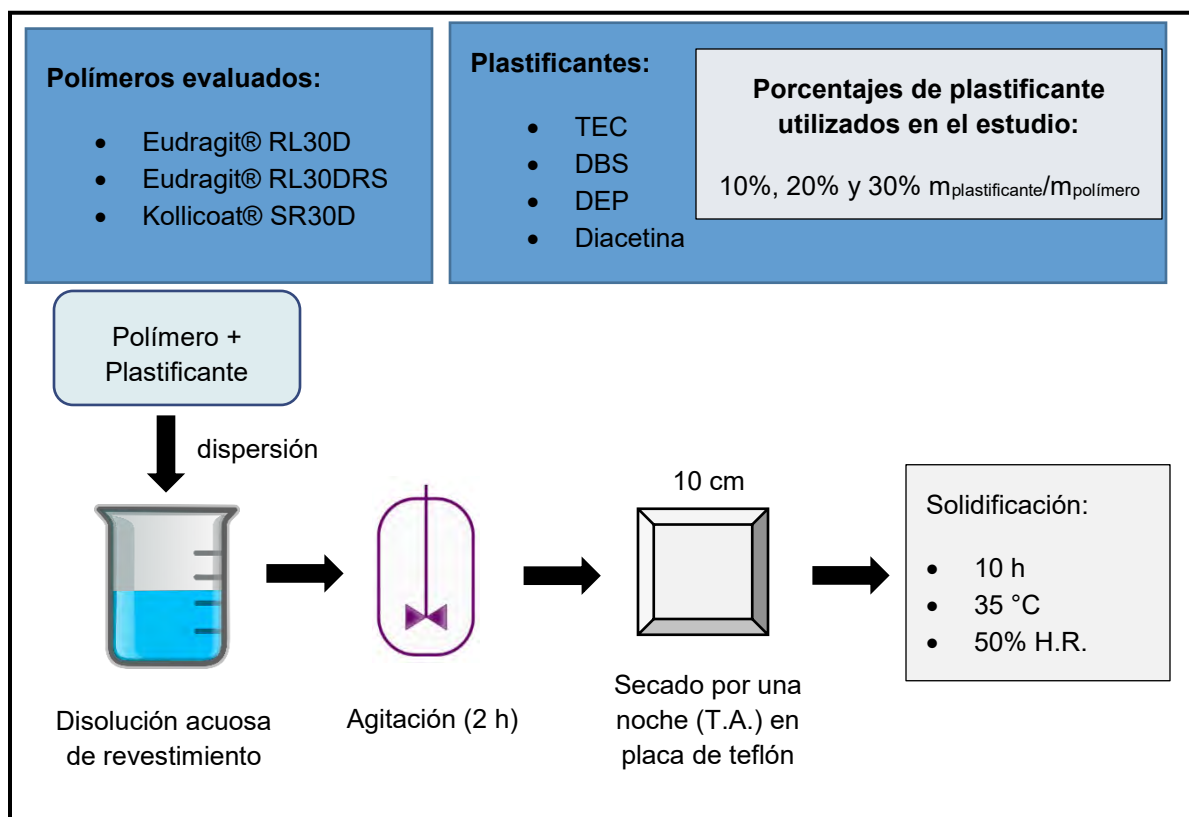 Polímeros evaluados:
• Eudragit® RL30D
• Eudragit® RL30DRS
• Kollicoat® SR30D
Plastificantes:
• TEC
• DBS
• DEP
• Diacetina
Porcentajes de plastificante
utilizados en el estudio:
10%, 20% y 30% mplastificante/mpolímero
Polímero +
Plastificante
dispersión
Disolución acuosa
de revestimiento
Agitación (2 h)
10 cm
Secado por una
noche (T.A.) en
placa de teflón
Solidificación:
• 10 h
• 35 °C
• 50% H.R.